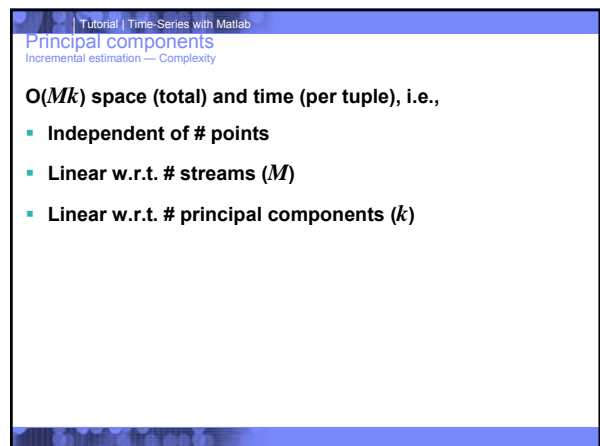 Tutorial | Time-Series with Matlab
Principal components
Incremental estimation — Complexity
O(Mk) space (total) and time (per tuple), i.e.,
▪ Independent of # points
▪ Linear w.r.t. # streams (M)
▪ Linear w.r.t. # principal components (k)